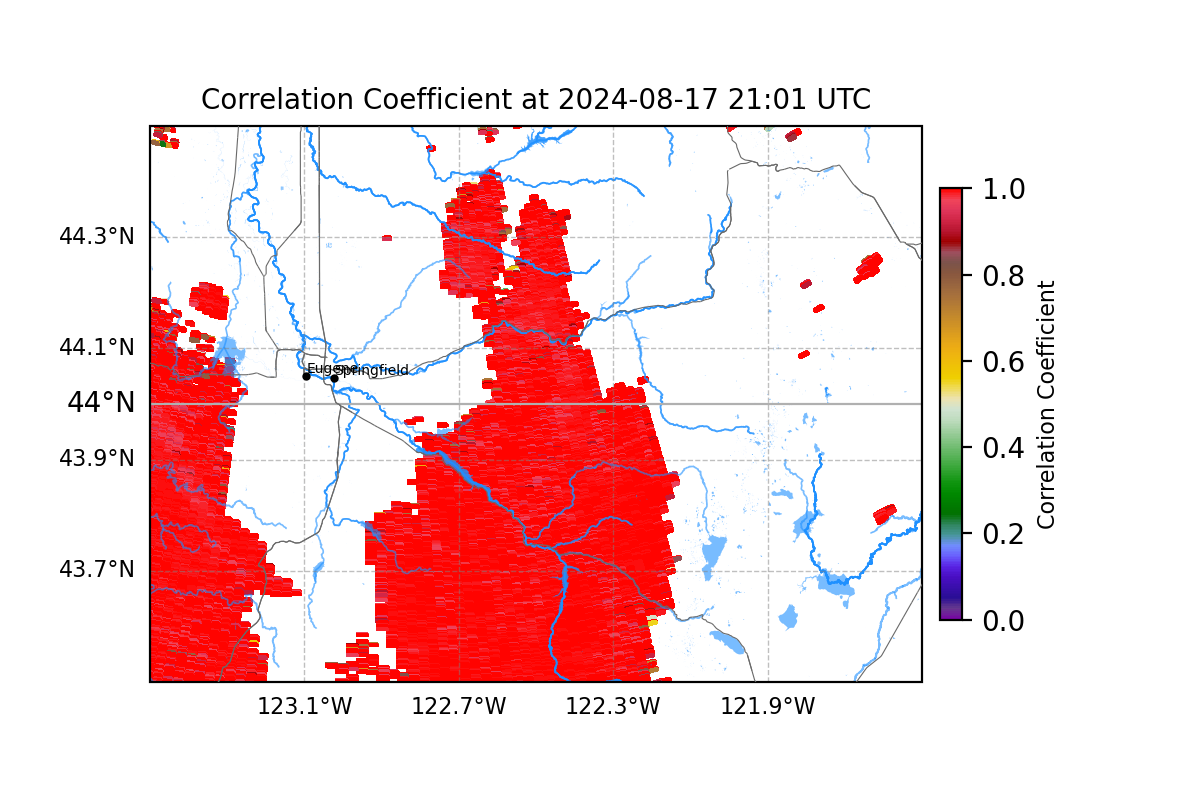 Correlation Coefficient at 2024-08-17 21:01 UTC
44.3°N
44.1°N
44°N
43.9°N
43.7°N
Eugene
Springfield
123.1°W
122.7°W
122.3°W
121.9°W
1.0
0.8
0.6
0.4
0.2
0.0
Correlation Coefficient